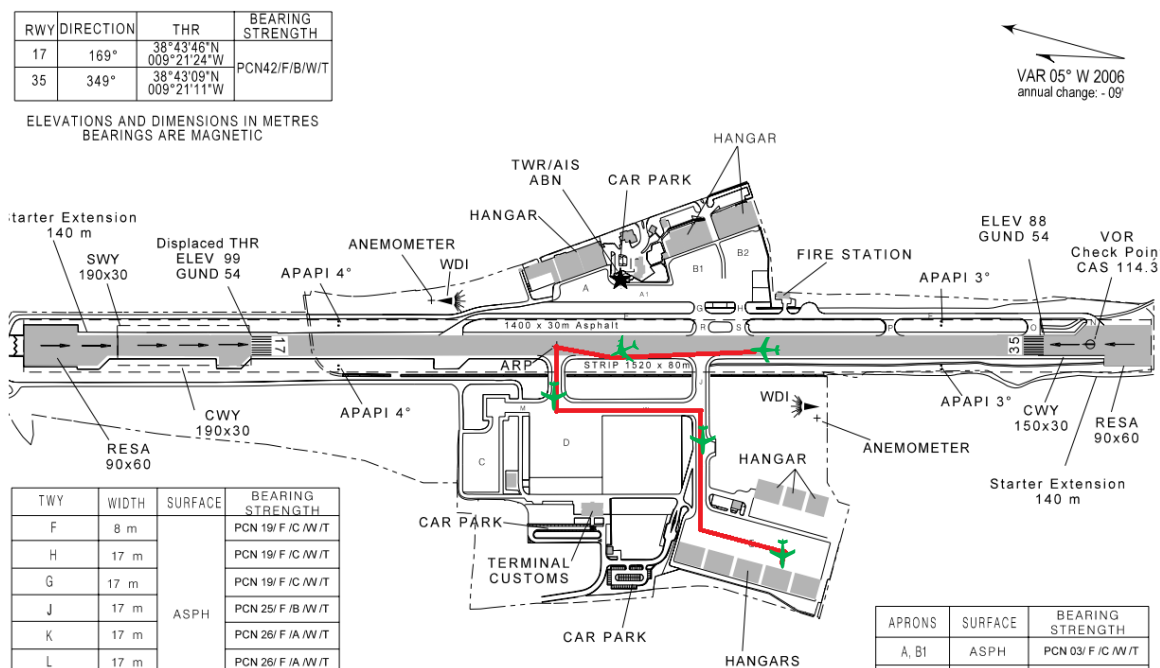 RWY DIRECTION THR BEARING STRENGTH
17 169° 38°43'46"N 009°21'24"W PCN42/F/B/W/T
35 349° 38°43'09"N 009°21'11"W
ELEVATIONS AND DIMENSIONS IN METRES
BEARINGS ARE MAGNETIC
VAR 05° W 2006
annual change: - 09'
HANGAR
TWR/AIS
ABN
CAR PARK
HANGAR
Starter Extension
140 m
SWY
190x30
Displaced THR
ELEV 99
GUND 54
APAPI 4°
ANEMOMETER
WDI
B2
B1
A
A1
FIRE STATION
APAPI 3°
ELEV 88
GUND 54
VOR
Check Poin
CAS 114.3
G H
F
1400 x 30m Asphalt
R S
P
F
Q
N
17
35
ARP
STRIP 1520 x 80m
J
APAPI 4°
APAPI 3°
CWY
190x30
RESA
90x60
M
WDI
ANEMOMETER
CWY
150x30
RESA
90x60
Starter Extension
140 m
C
D
HANGAR
CAR PARK
TERMINAL
CUSTOMS
CAR PARK
HANGARS
TWY WIDTH SURFACE BEARING STRENGTH
F 8 m ASPH PCN 19/ F /C /W /T
H 17 m PCN 19/ F /C /W /T
G 17 m PCN 19/ F /C /W /T
J 17 m PCN 25/ F /B /W /T
K 17 m PCN 26/ F /A /W /T
L 17 m PCN 26/ F /A /W /T
APRONS SURFACE BEARING STRENGTH
A, B1 ASPH PCN 03/ F /C /W /T